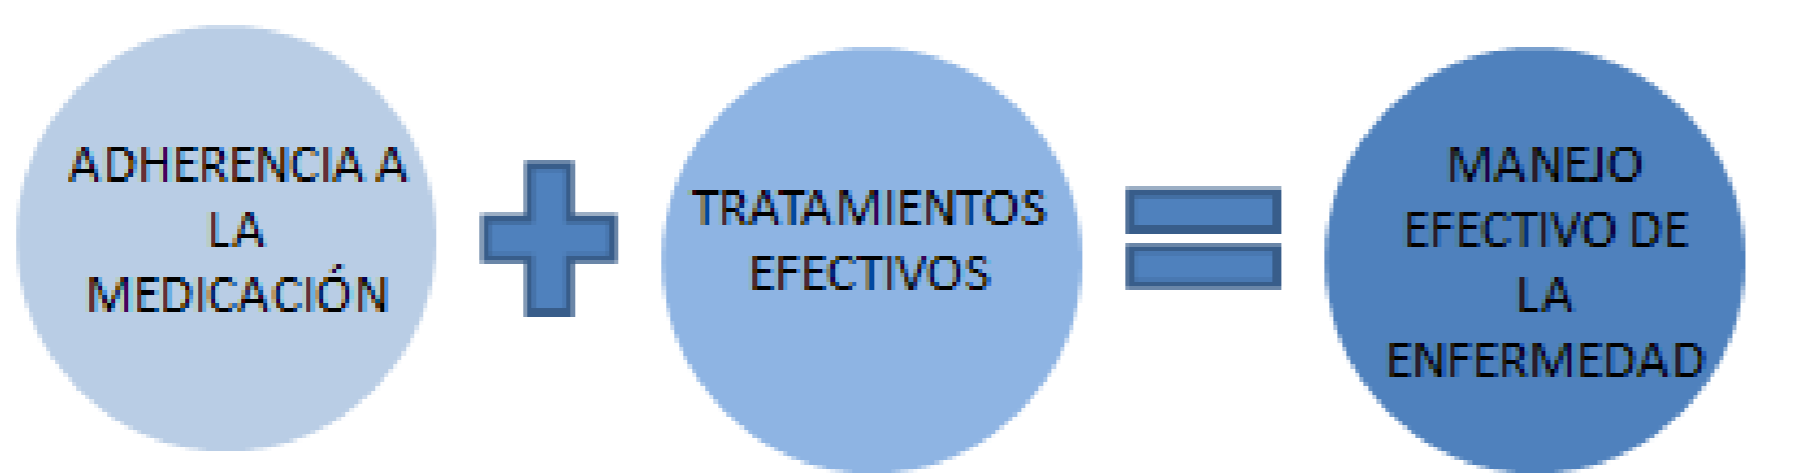 ADHERENCIA A
LA
MEDICACIÓN
TRATAMIENTOS
EFECTIVOS
MANEJO
EFECTIVO DE
LA
ENFERMEDAD